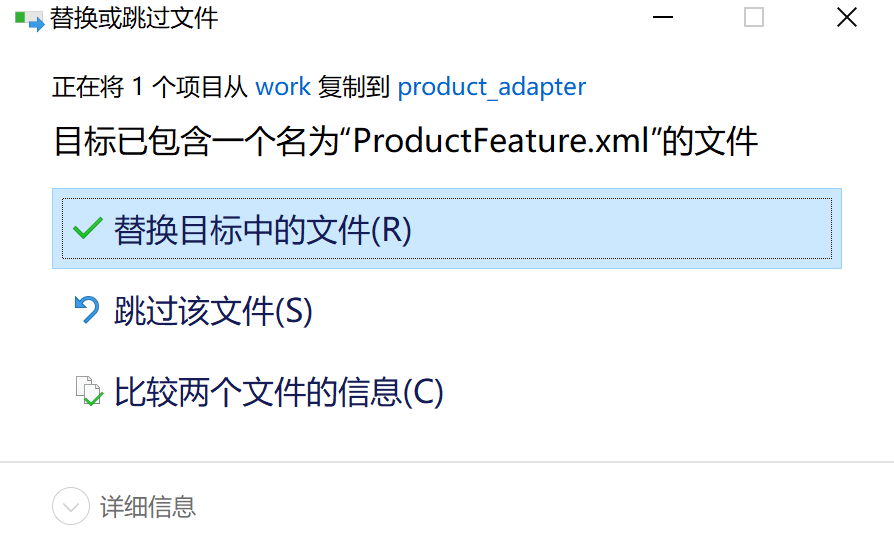 替换或跳过文件
正在将 1 个项目从 work 复制到 product_adapter
目标已包含一个名为“ProductFeature.xml”的文件
替换目标中的文件(R)
跳过该文件(S)
比较两个文件的信息(C)
详细信息